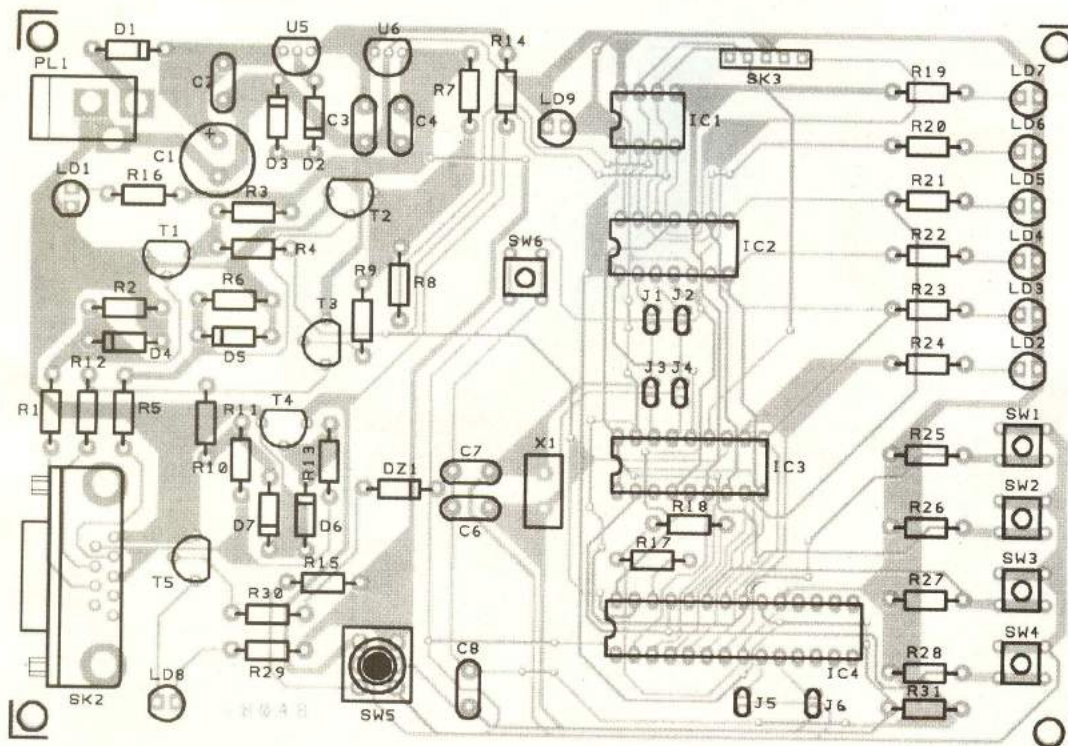 D1
U5
U6
PL1
C2
R14
R7
SK3
R19
LD7
LD9
C3
C4
IC1
R20
LD6
C1
D3
D2
LD1
R16
R3
R21
LD5
T2
T1
R4
SW6
IC2
R22
LD4
R6
R9
R8
R2
T3
J1
J2
R23
LD3
D4
D5
R12
J3
J4
R24
LD2
R1
R5
R11
T4
SW1
R10
R13
DZ1
C7
X1
IC3
R25
SW2
D7
D6
C6
R18
R26
R17
SW3
T5
R15
R27
R30
SW4
R29
C8
IC4
R28
SK2
LD8
SW5
J5
J6
R31